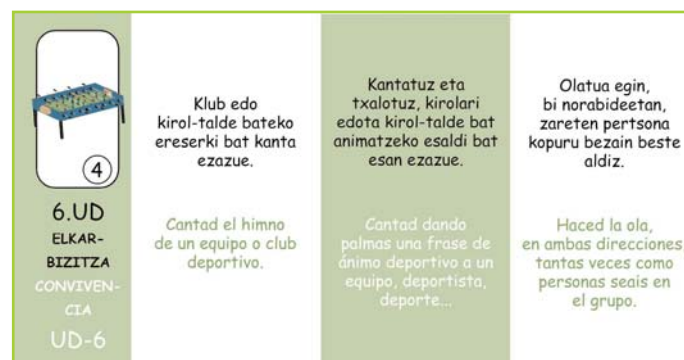 4
6.UD
ELKAR-
BIZITZA
CONVIVEN-
CIA
UD-6
Klub edo
kirol-talde bateko
ereserki bat kanta
ezazue.
Cantad el himno
de un equipo o club
deportivo.
Kantatuz eta
txalotuz, kirolari
edota kirol-talde bat
animatzeko esaldi bat
esan ezazue.
Cantad dando
palmas una frase de
ánimo deportivo a un
equipo, deportista,
deporte...
Olatua egin,
bi norabideetan,
zareten pertsona
kopuru bezain beste
aldiz.
Haced la ola,
en ambas direcciones,
tantas veces como
personas seais en
el grupo.